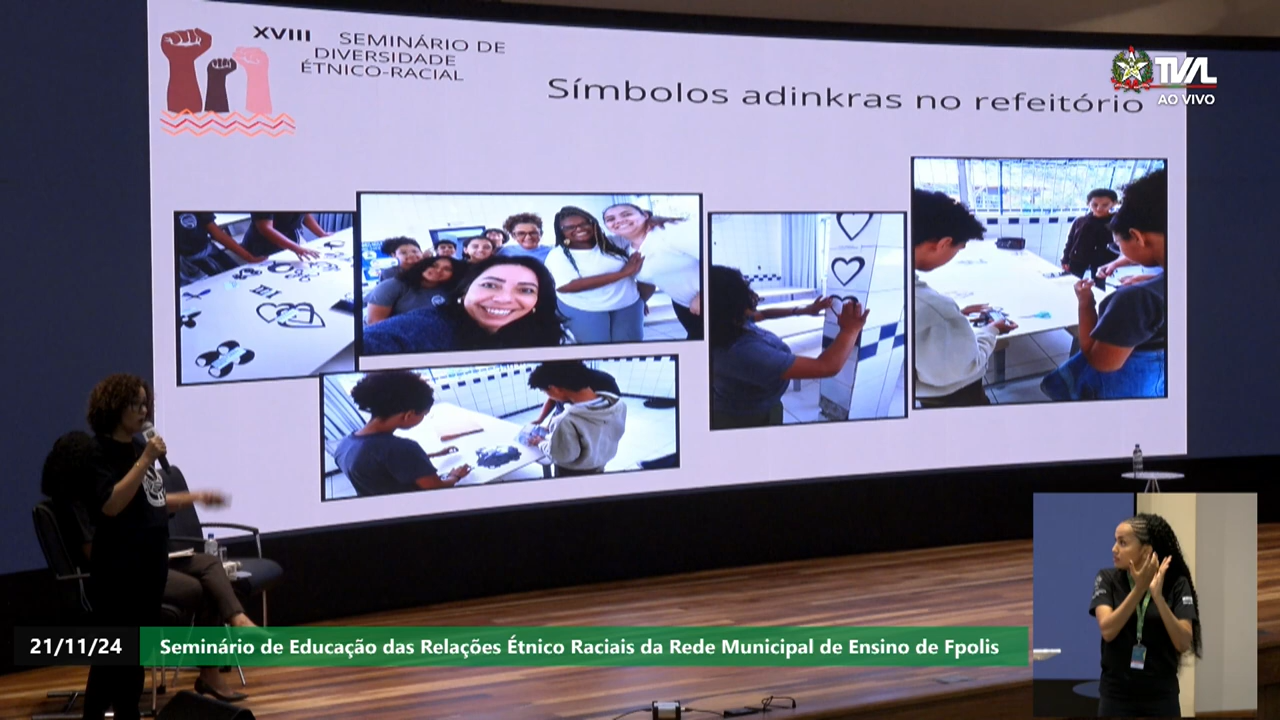 XVIII SEMINÁRIO DE
DIVERSIDADE
ÉTNICO-RACIAL
Símbolos adinkras no refeitório
TVAL
AO VIVO
21/11/24
Seminário de Educação das Relações Étnico Raciais da Rede Municipal de Ensino de Fpolis